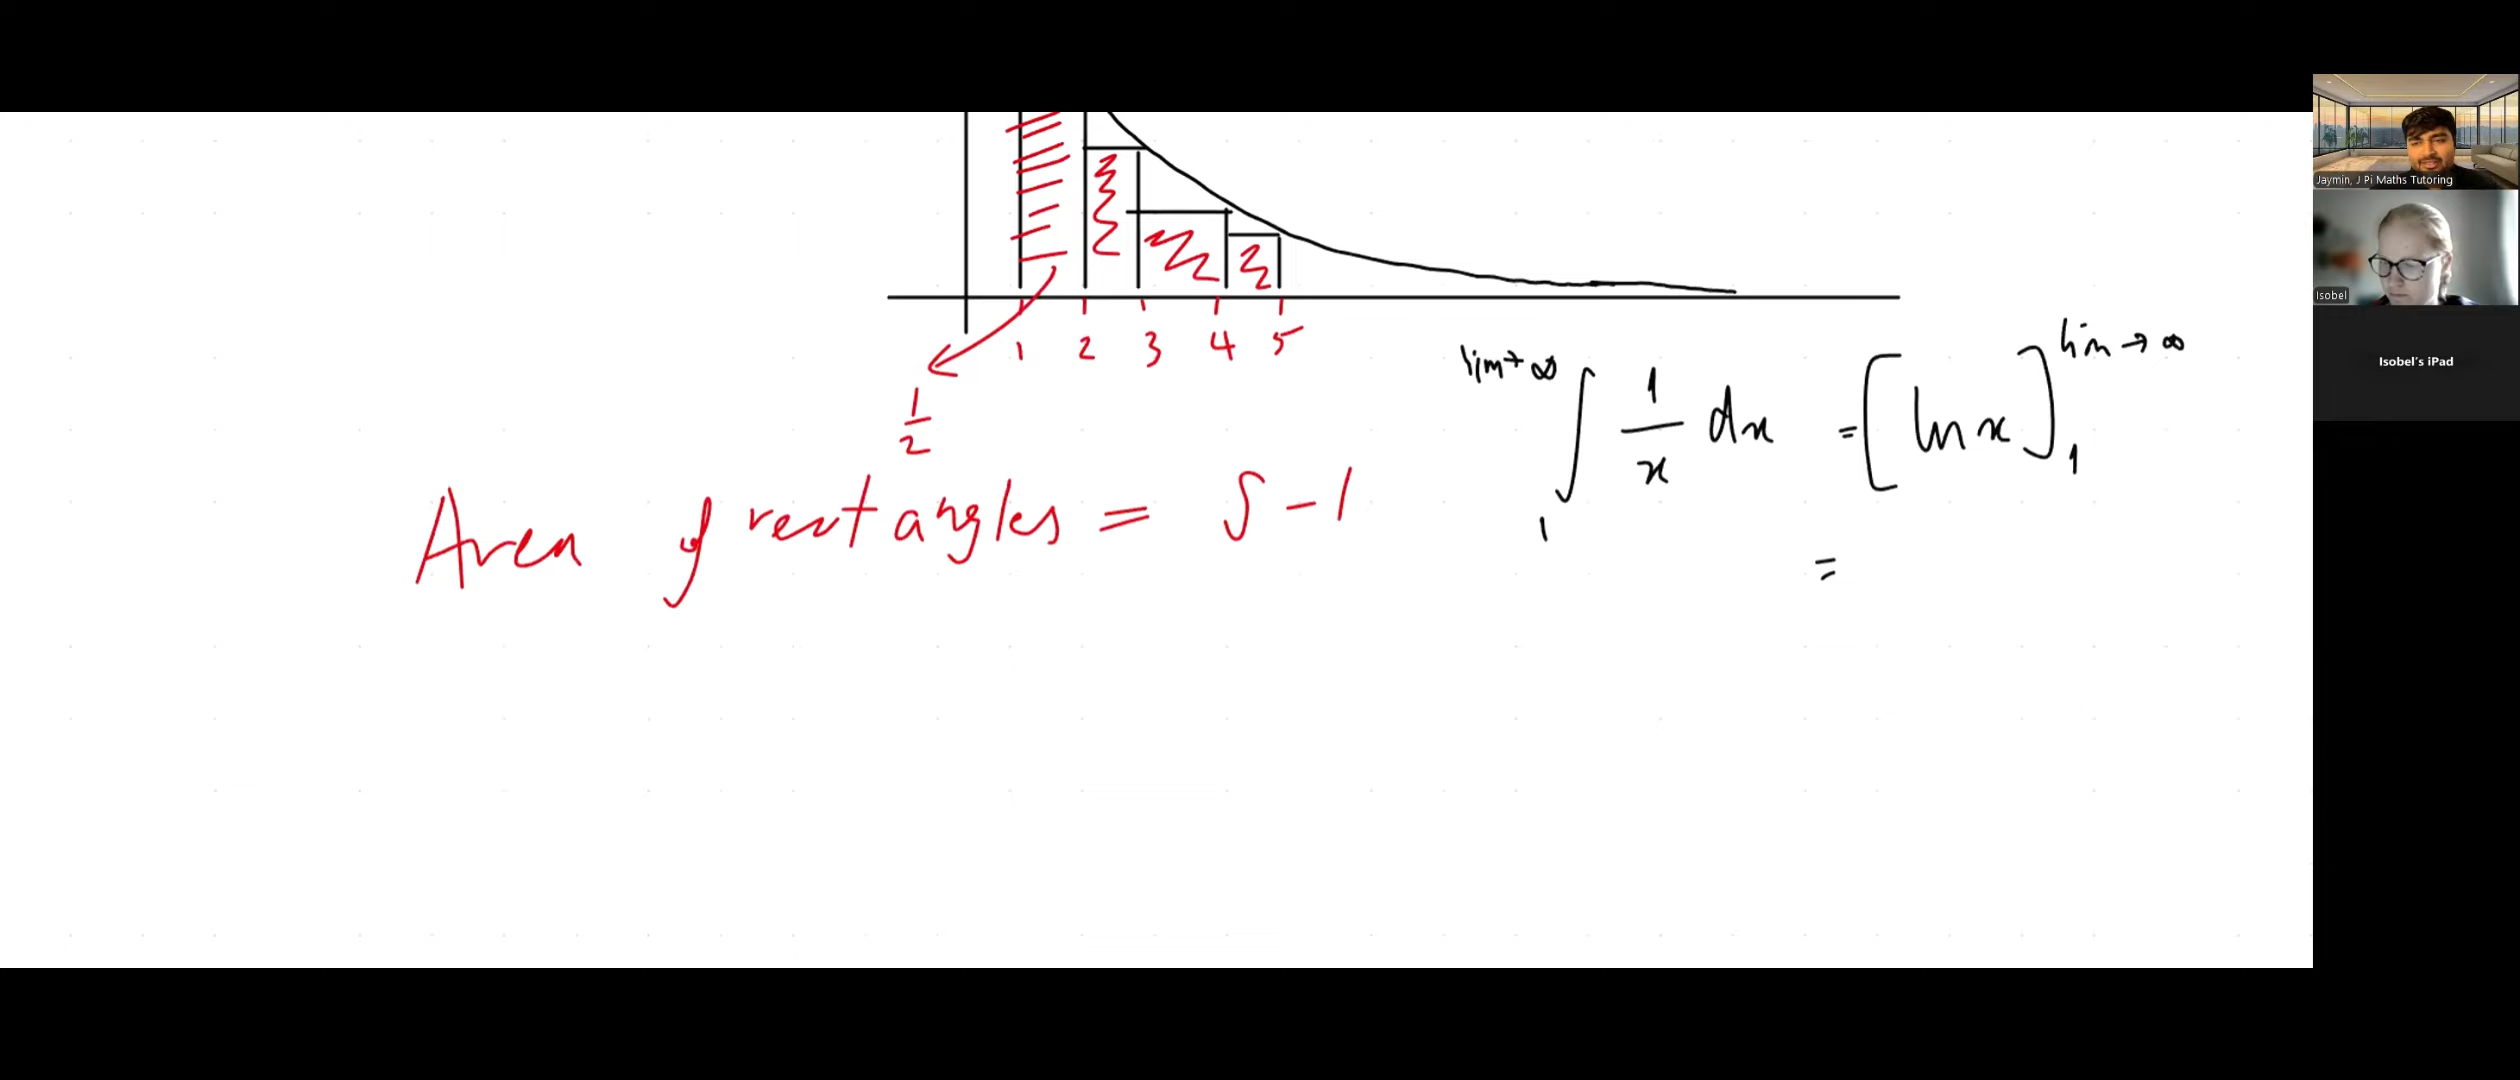 1 2 3 4 5
1/2
Area of rectangles = S - 1
lim→∞ ∫ 1 1/x dx = [ln x] 1 lim→∞
=
Jaymin, J Pi Maths Tutoring
Isobel
Isobel's iPad